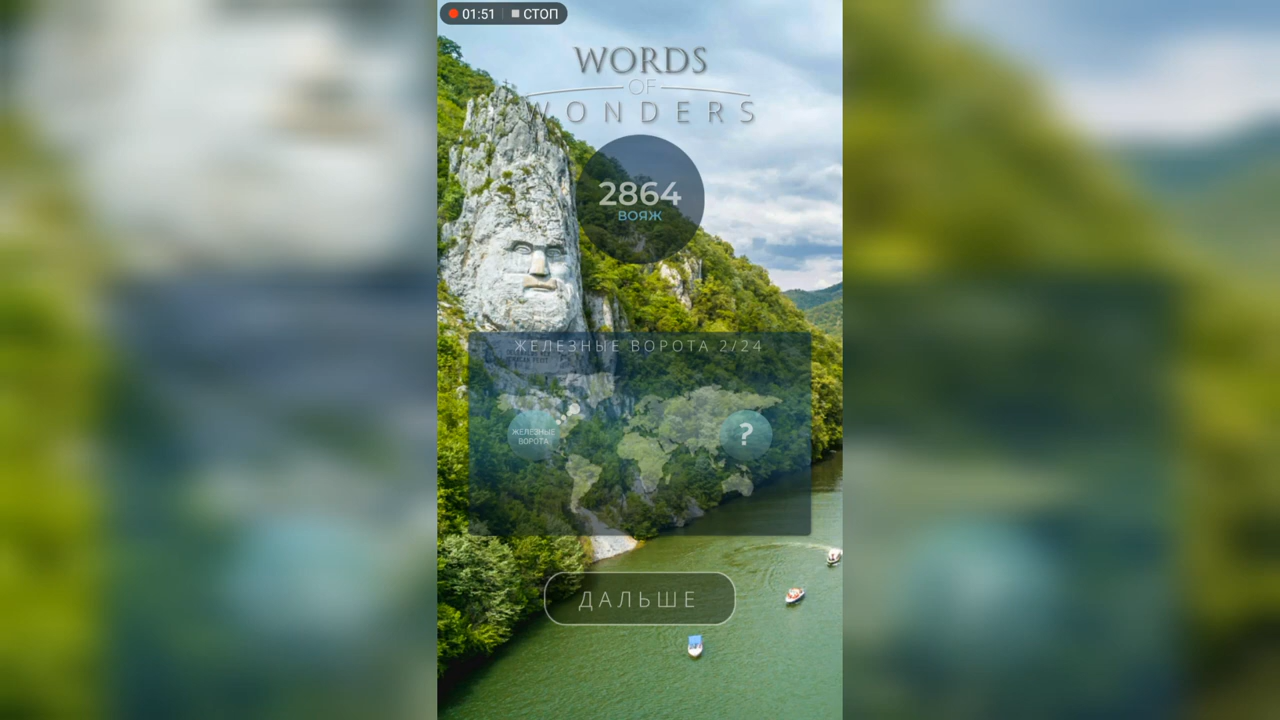 01:51 СТОП
WORDS
OF
WONDERS
2864
ВОЯЖ
ЖЕЛЕЗНЫЕ ВОРОТА 2/24
ЖЕЛЕЗНЫЕ
ВОРОТА
?
ДАЛЬШЕ